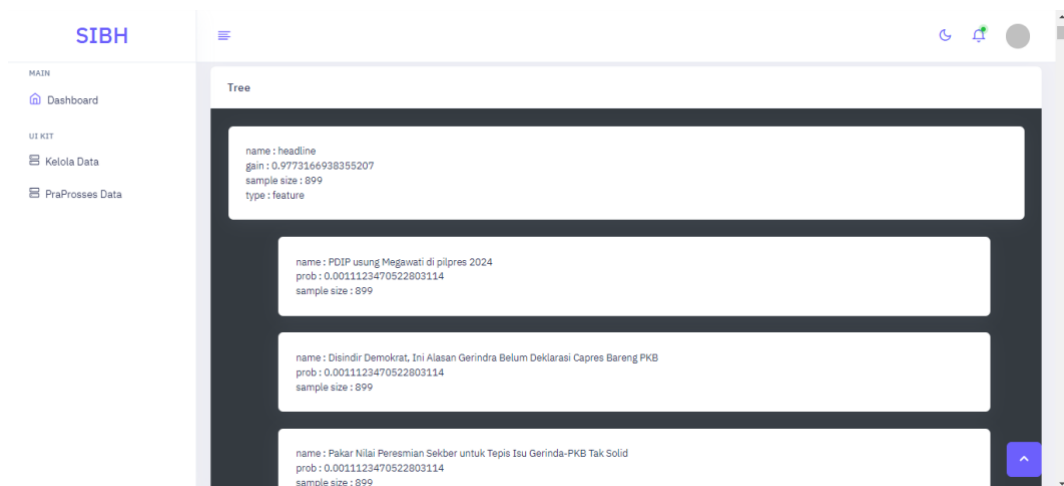 SIBH
MAIN
Dashboard
UI KIT
Kelola Data
PraProsses Data
Tree
name : headline
gain : 0.9773166938355207
sample size : 899
type : feature
name : PDIP usung Megawati di pilpres 2024
prob : 0.0011123470522803114
sample size : 899
name : Disindir Demokrat, Ini Alasan Gerindra Belum Deklarasi Capres Bareng PKB
prob : 0.0011123470522803114
sample size : 899
name : Pakar Nilai Peresmian Sekber untuk Tepis Isu Gerinda-PKB Tak Solid
prob : 0.0011123470522803114
sample size : 899